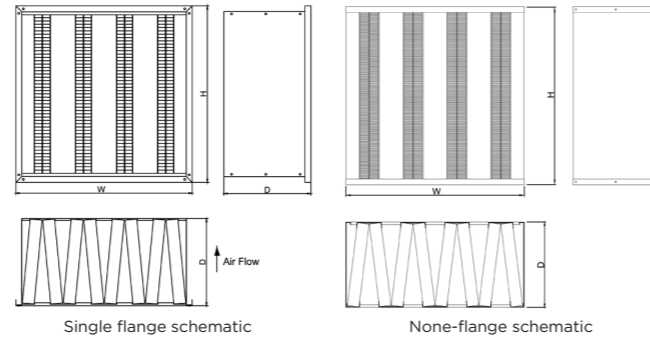 H
W
D
H
W
D
Air Flow
D
Single flange schematic
None-flange schematic